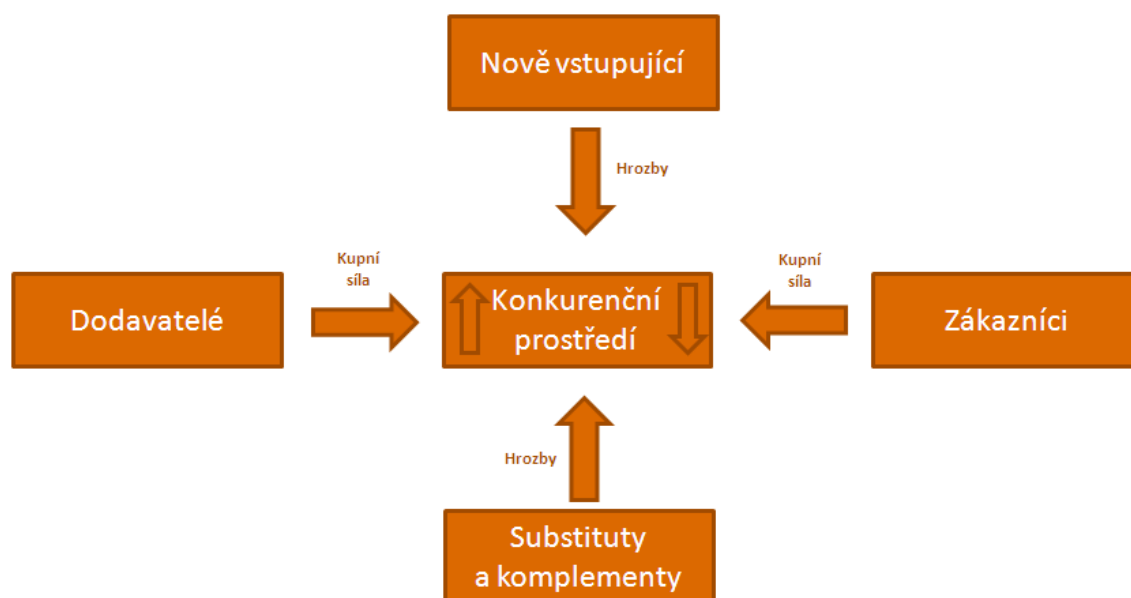 Nově vstupující
Hrozby
Kupní
síla
Kupní
síla
Dodavatelé
Konkurenční
prostředí
Zákazníci
Hrozby
Substituty
a komplementy